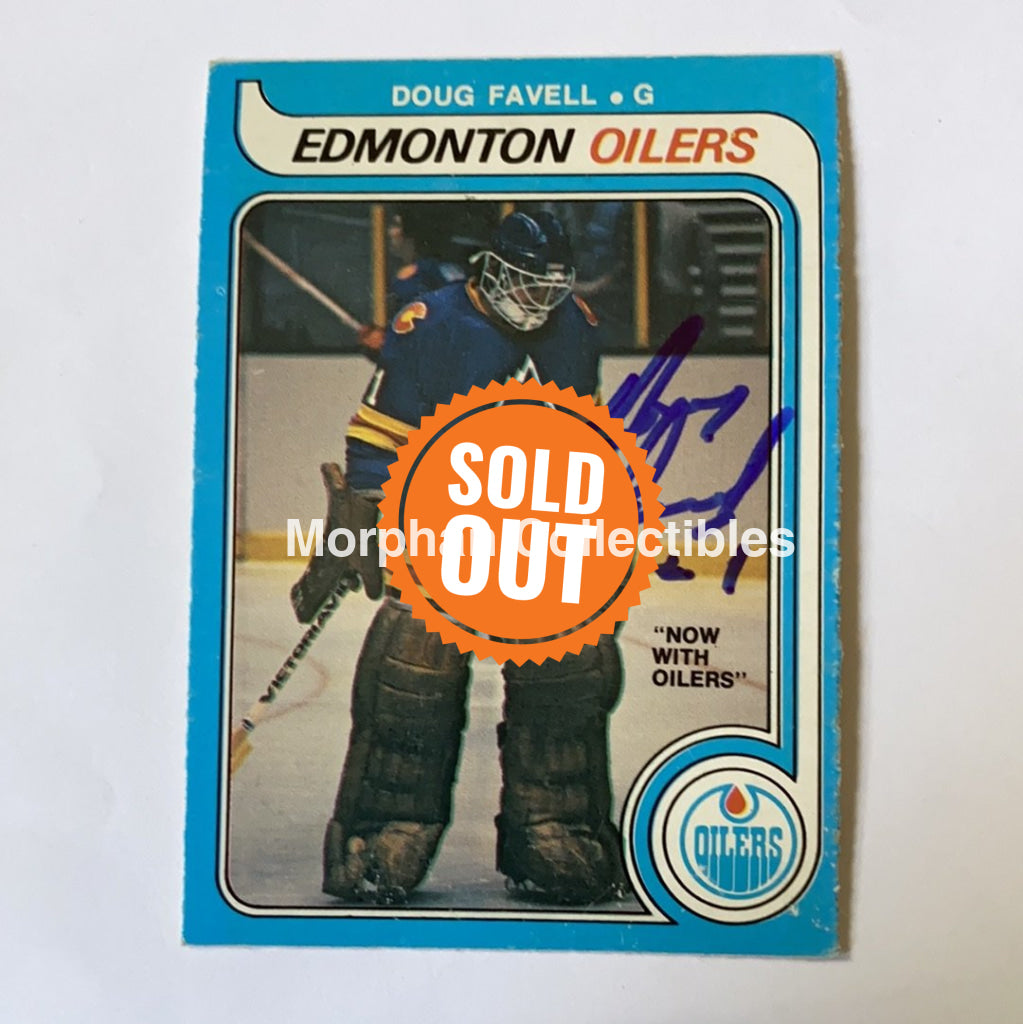 DOUG FAVELL • G
EDMONTON OILERS
SOLD
OUT
Morphan Collectibles
VICTORIAVILLE
"NOW
WITH
OILERS"
OILERS